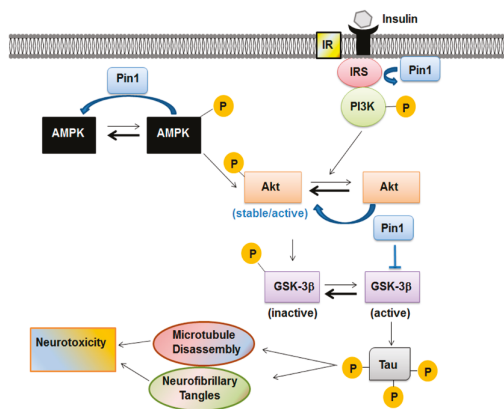 Insulin
IR
IRS
Pin1
Pin1
P
PI3K
P
AMPK
AMPK
P
Akt
Akt
(stable/active)
Pin1
P
GSK-3β
GSK-3β
(inactive)
(active)
Neurotoxicity
Microtubule
Disassembly
Neurofibrillary
Tangles
P
Tau
P
P